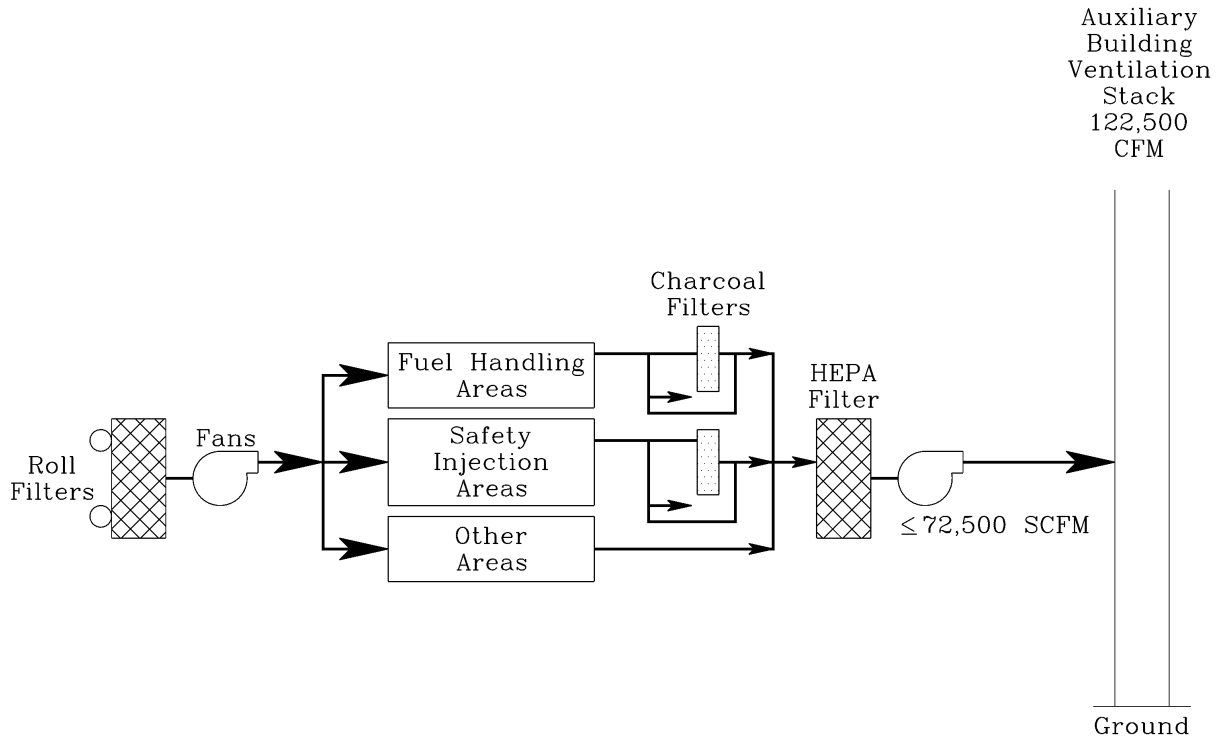 Auxiliary
Building
Ventilation
Stack
122,500
CFM
Charcoal
Filters
Fuel Handling
Areas
HEPA
Filter
Safety
Injection
Areas
Fans
Roll
Filters
≤72,500 SCFM
Other
Areas
Ground